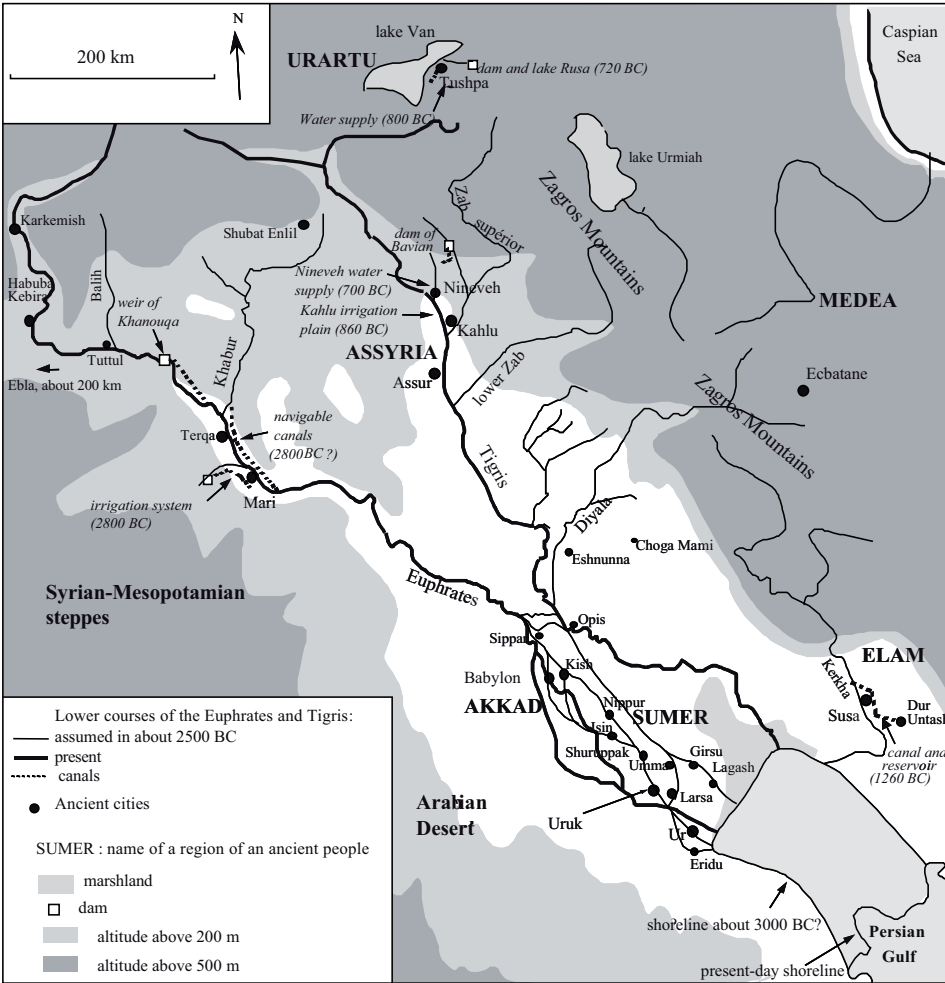 200 km
N
lake Van
URARTU
Tushpa
dam and lake Rusa (720 BC)
Water supply (800 BC)
Caspian
Sea
lake Urmiah
Zagros Mountains
Zab
supérior
Karkemish
Shubat Enlil
dam of
Bavian
Balih
Habuba
Kebira
weir of
Khanouqa
Nineveh water
supply (700 BC)
Nineveh
Kahlu irrigation
plain (860 BC)
Kahlu
MEDEA
Tuttul
Khabur
ASSYRIA
Assur
lower Zab
Ecbatane
Ebla, about 200 km
Zagros Mountains
navigable
canals
(2800BC ?)
Terqa
Tigris
Mari
irrigation system
(2800 BC)
Diyala
Choga Mami
Eshnunna
Syrian-Mesopotamian
steppes
Euphrates
Opis
Sippar
Kish
Babylon
AKKAD
ELAM
Kerkha
Nippur
SUMER
Isin
Susa
Dur
Untash
Shuruppak
Umma
Girsu
Lagash
canal and
reservoir
(1260 BC)
Larsa
Arabian
Desert
Uruk
Ur
Eridu
shoreline about 3000 BC?
Persian
Gulf
present-day shoreline
Lower courses of the Euphrates and Tigris:
assumed in about 2500 BC
present
canals
Ancient cities
SUMER : name of a region of an ancient people
marshland
dam
altitude above 200 m
altitude above 500 m